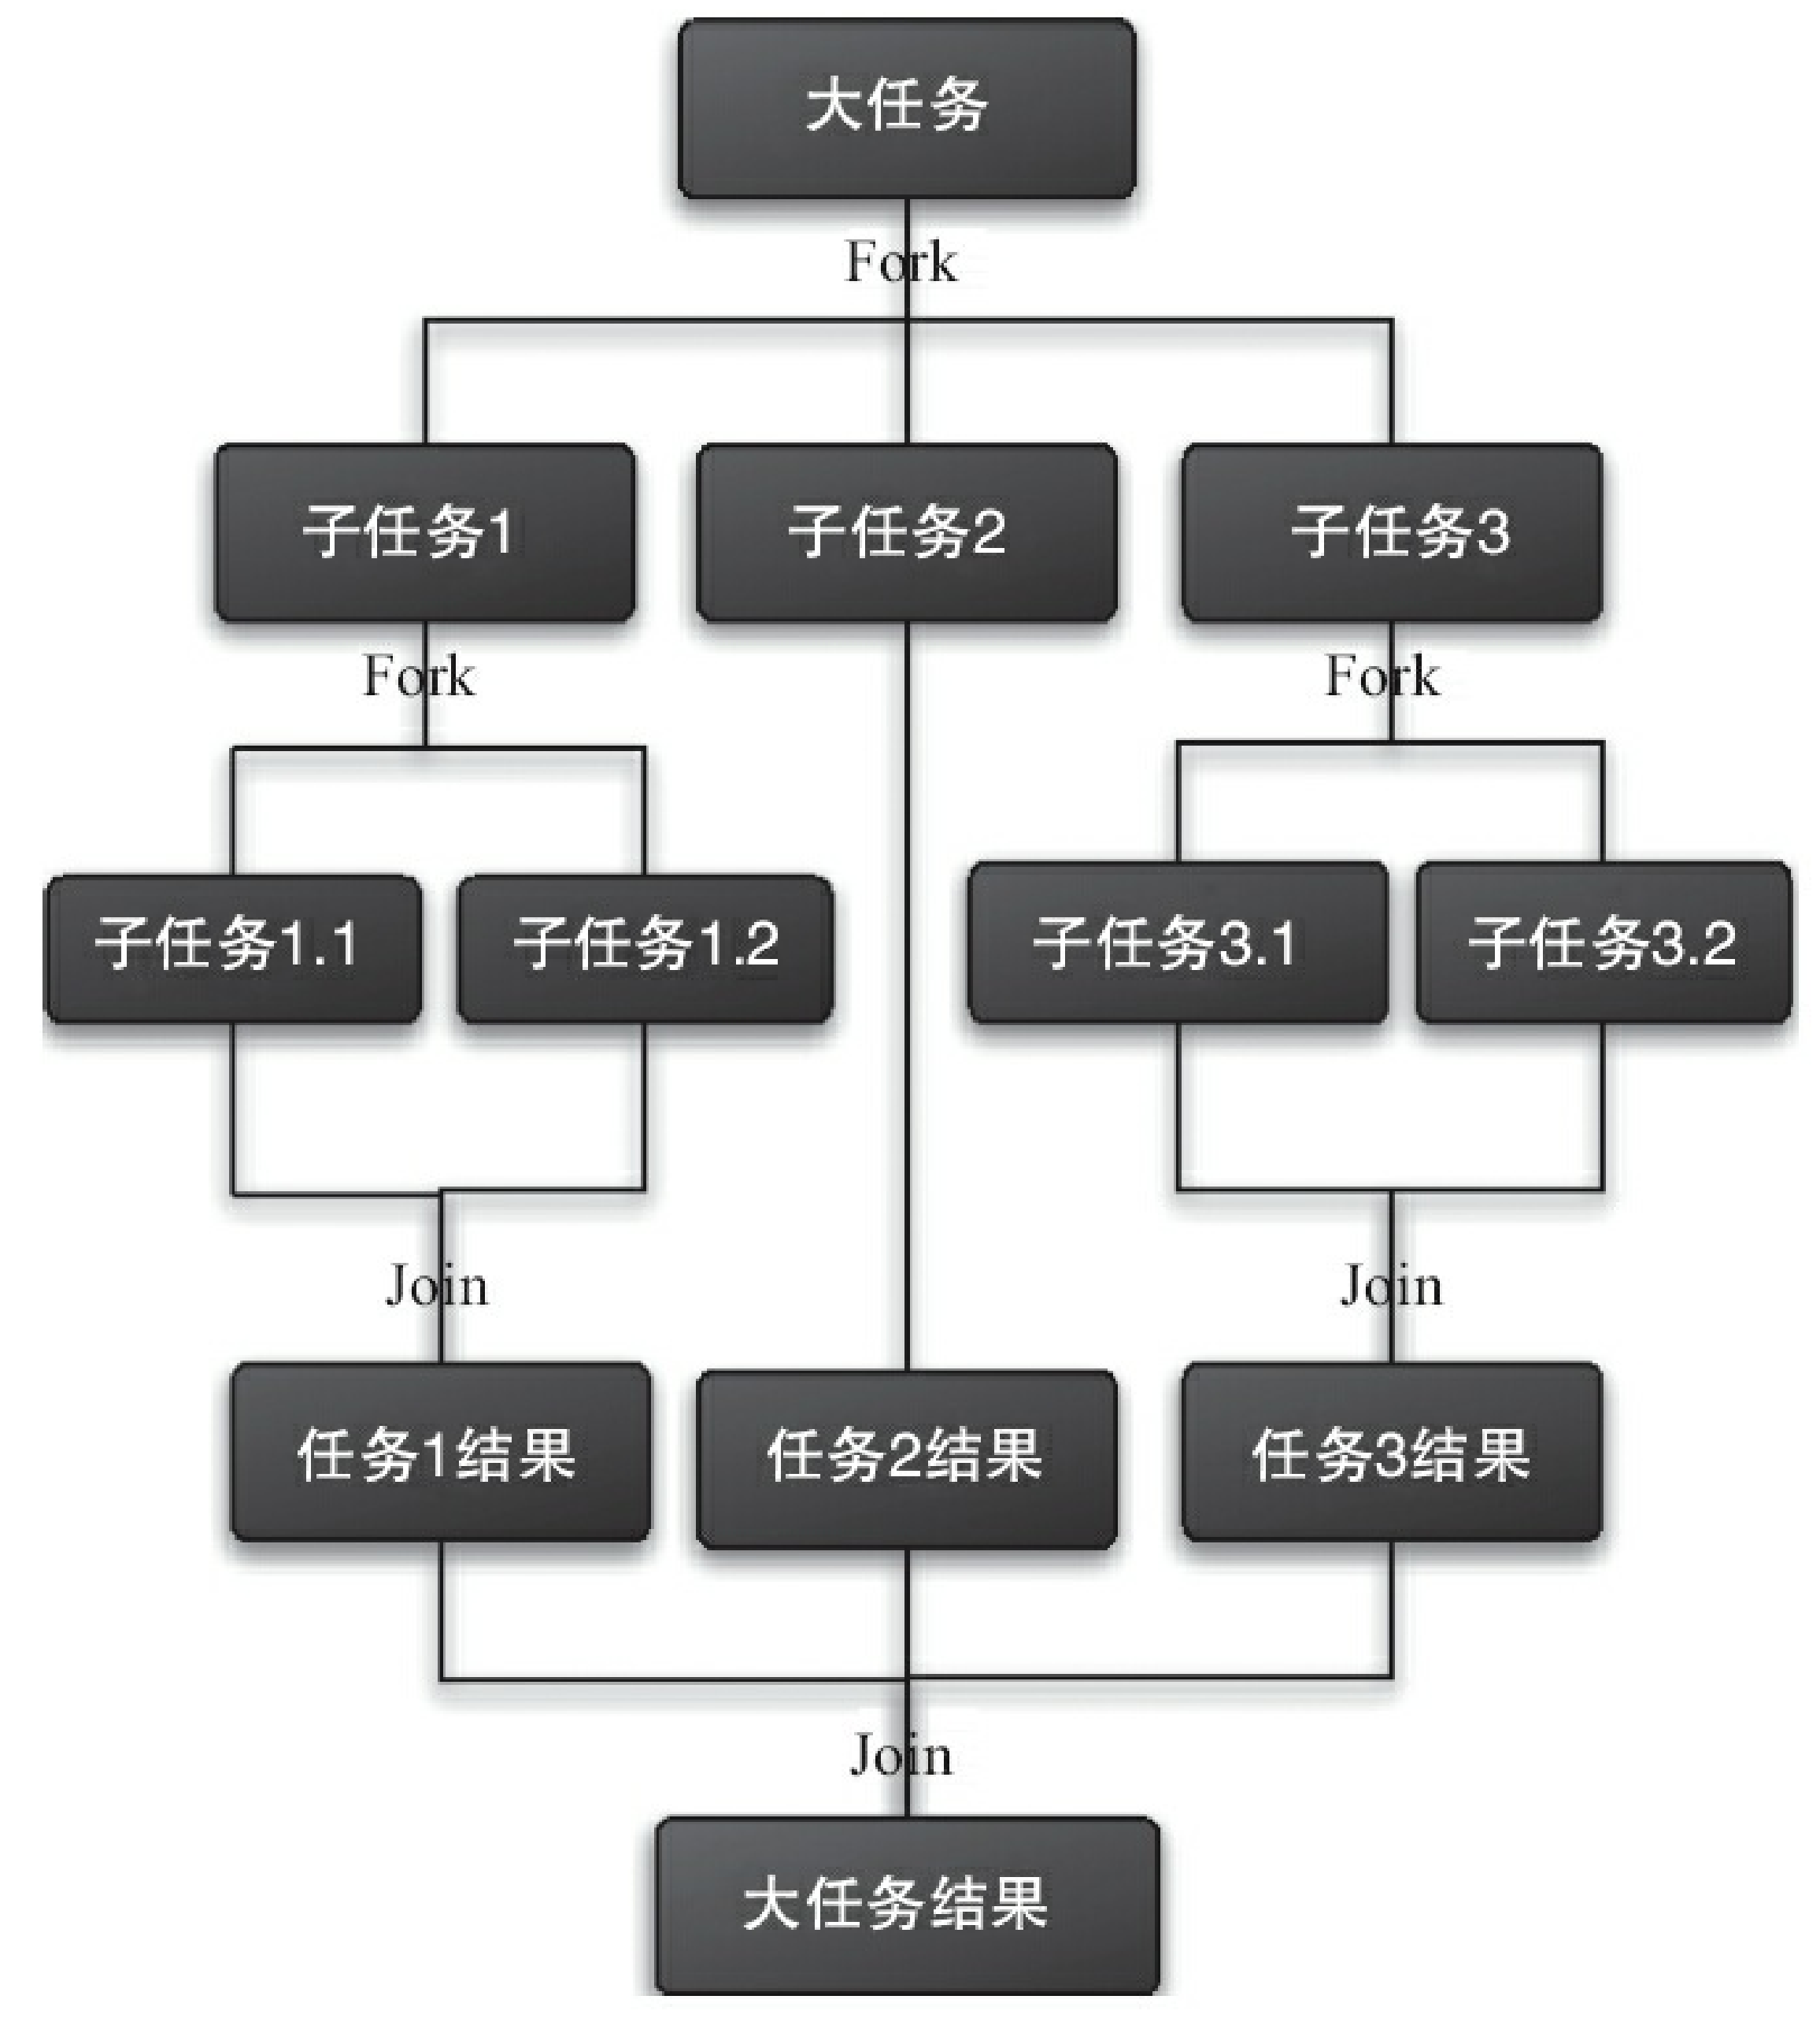 大任务
Fork
子任务1
子任务2
子任务3
Fork
Fork
子任务1.1
子任务1.2
子任务3.1
子任务3.2
Join
Join
任务1结果
任务2结果
任务3结果
Join
大任务结果